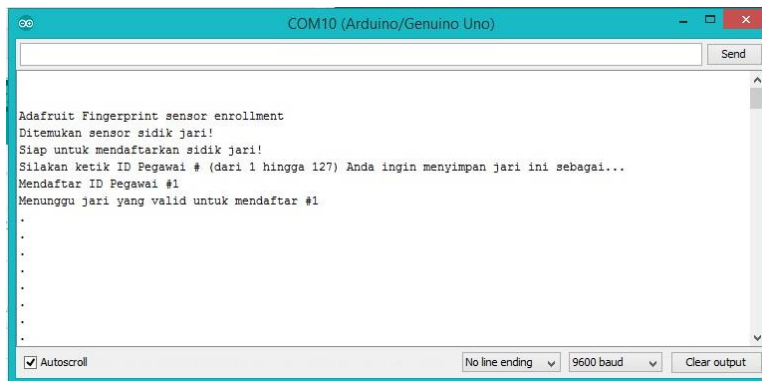 COM10 (Arduino/Genuino Uno)
Send
Adafruit Fingerprint sensor enrollment
Ditemukan sensor sidik jari!
Siap untuk mendaftarkan sidik jari!
Silakan ketik ID Pegawai # (dari 1 hingga 127) Anda ingin menyimpan jari ini sebagai...
Mendaftar ID Pegawai #1
Menunggu jari yang valid untuk mendaftar #1
.
.
.
.
.
.
.
.
Autoscroll No line ending 9600 baud Clear output